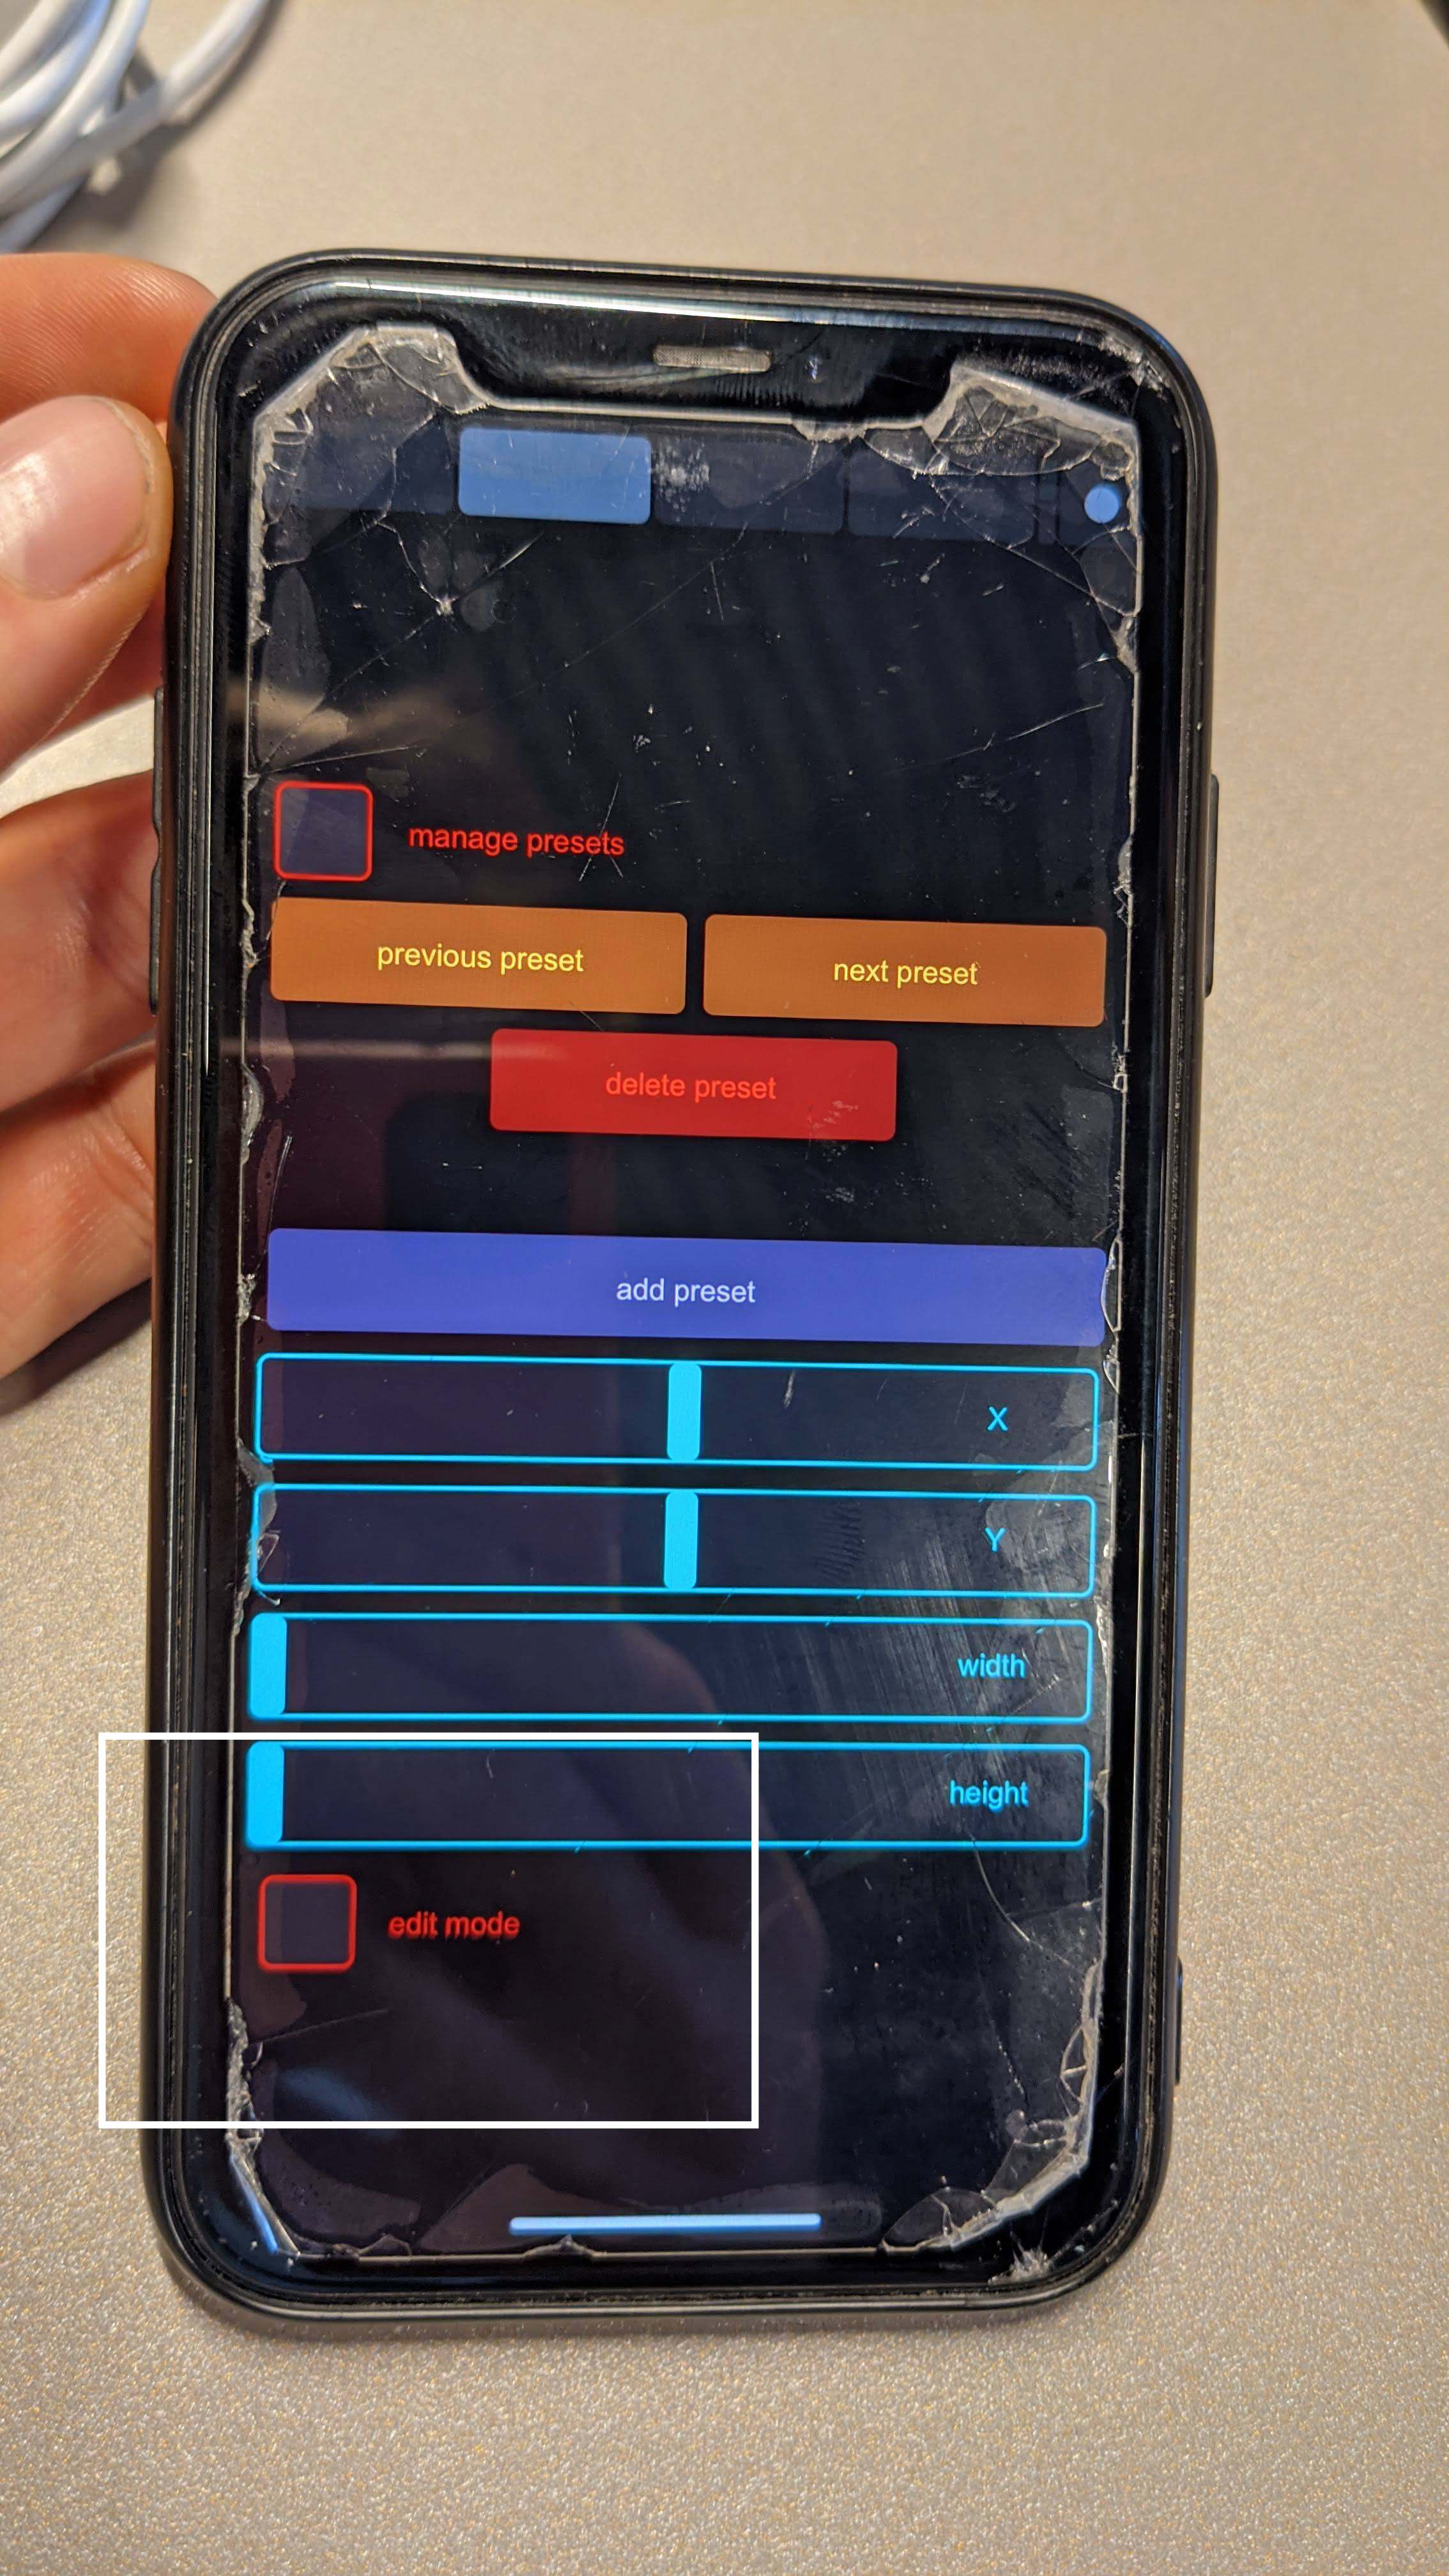 manage presets
previous preset
next preset
delete preset
add preset
X
Y
width
height
edit mode